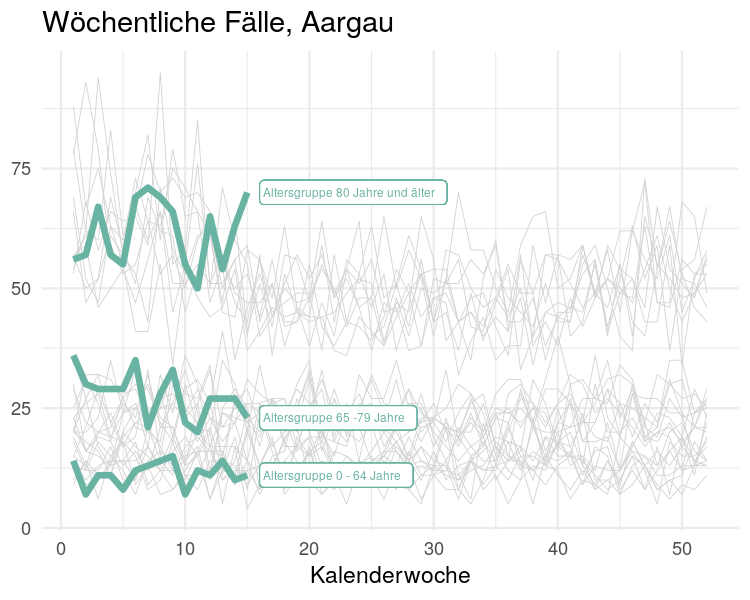 Wöchentliche Fälle, Aargau
75
50
25
0
Altersgruppe 80 Jahre und älter
Altersgruppe 65 -79 Jahre
Altersgruppe 0 - 64 Jahre
0 10 20 30 40 50
Kalenderwoche